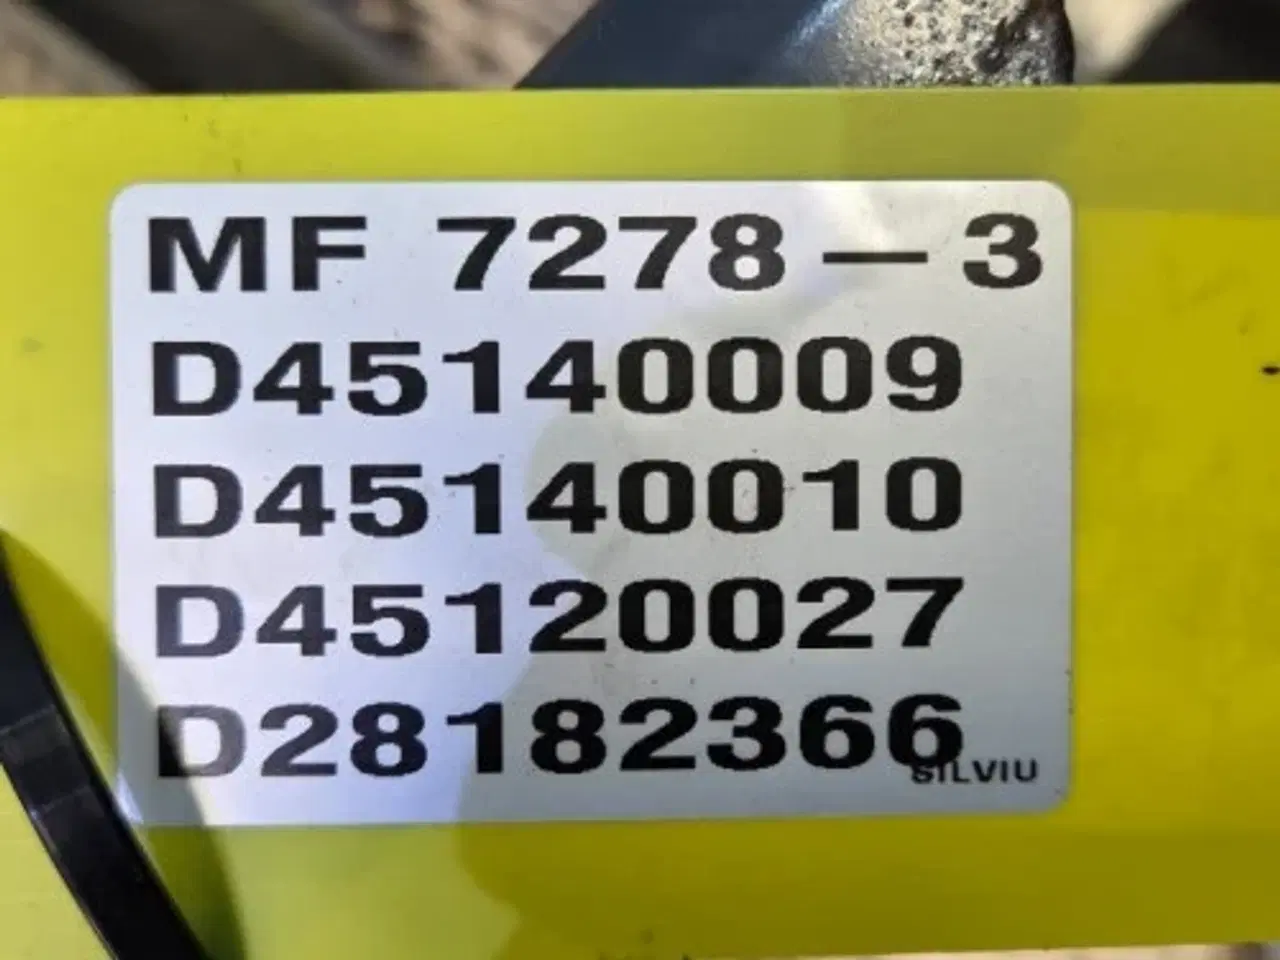 MF 7278 — 3
D45140009
D45140010
D45120027
D28182366
SILVIU